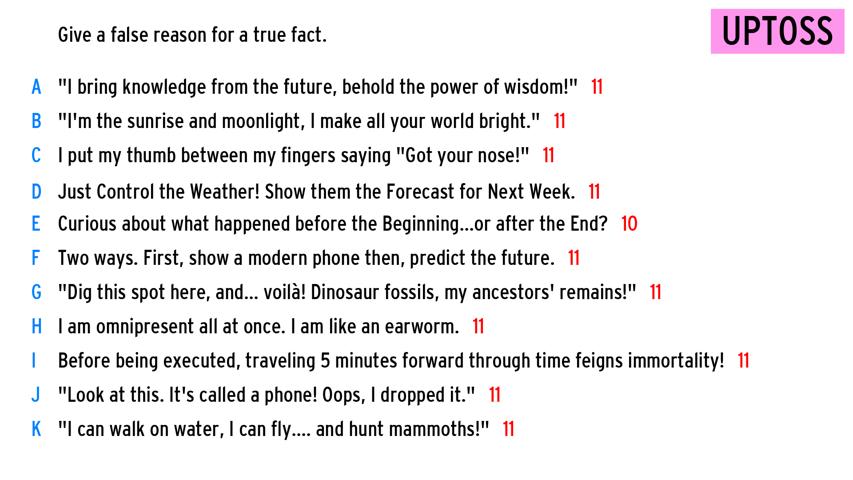 Give a false reason for a true fact.
UPTOSS
A "I bring knowledge from the future, behold the power of wisdom!" 11
B "I'm the sunrise and moonlight, I make all your world bright." 11
C I put my thumb between my fingers saying "Got your nose!" 11
D Just Control the Weather! Show them the Forecast for Next Week. 11
E Curious about what happened before the Beginning...or after the End? 10
F Two ways. First, show a modern phone then, predict the future. 11
G "Dig this spot here, and... voilà! Dinosaur fossils, my ancestors' remains!" 11
H I am omnipresent all at once. I am like an earworm. 11
I Before being executed, traveling 5 minutes forward through time feigns immortality! 11
J "Look at this. It's called a phone! Oops, I dropped it." 11
K "I can walk on water, I can fly.... and hunt mammoths!" 11